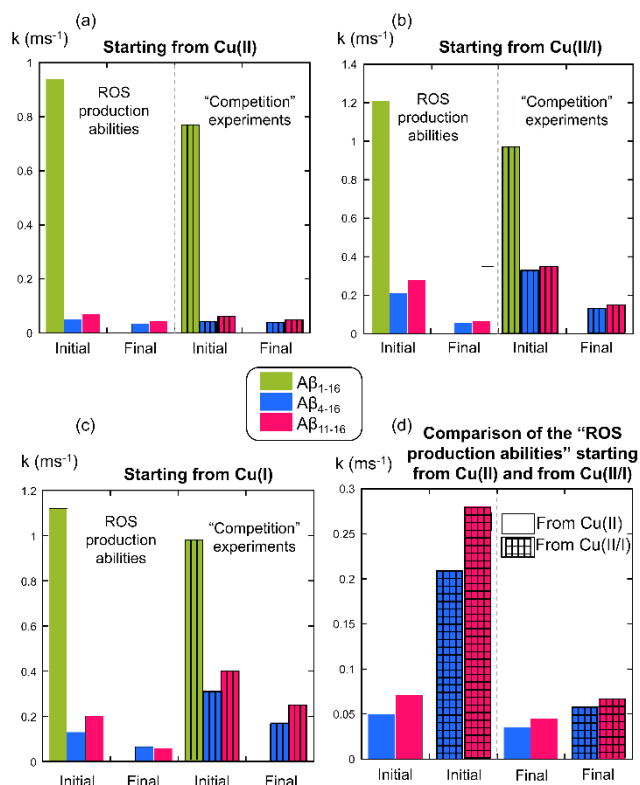 (a)
k (ms-1)
Starting from Cu(II)
1
0.8
0.6
0.4
0.2
0
ROS
production
abilities
“Competition”
experiments
Initial
Final
Initial
Final
(b)
k (ms-1)
Starting from Cu(II/I)
1.4
1.2
1
0.8
0.6
0.4
0.2
0
ROS
production
abilities
“Competition”
experiments
Initial
Final
Initial
Final
Aβ1-16
Aβ4-16
Aβ11-16
(c)
k (ms-1)
Starting from Cu(I)
1.2
1
0.8
0.6
0.4
0.2
0
ROS
production
abilities
“Competition”
experiments
Initial
Final
Initial
Final
(d)
Comparison of the “ROS
production abilities” starting
from Cu(II) and from Cu(II/I)
k (ms-1)
0.3
0.25
0.2
0.15
0.1
0.05
0
From Cu(II)
From Cu(II/I)
Initial
Initial
Final
Final